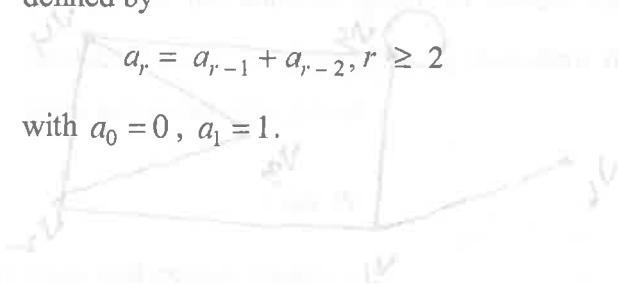 defined by
a_r = a_{r-1} + a_{r-2}, r ≥ 2
with a_0 = 0, a_1 = 1.